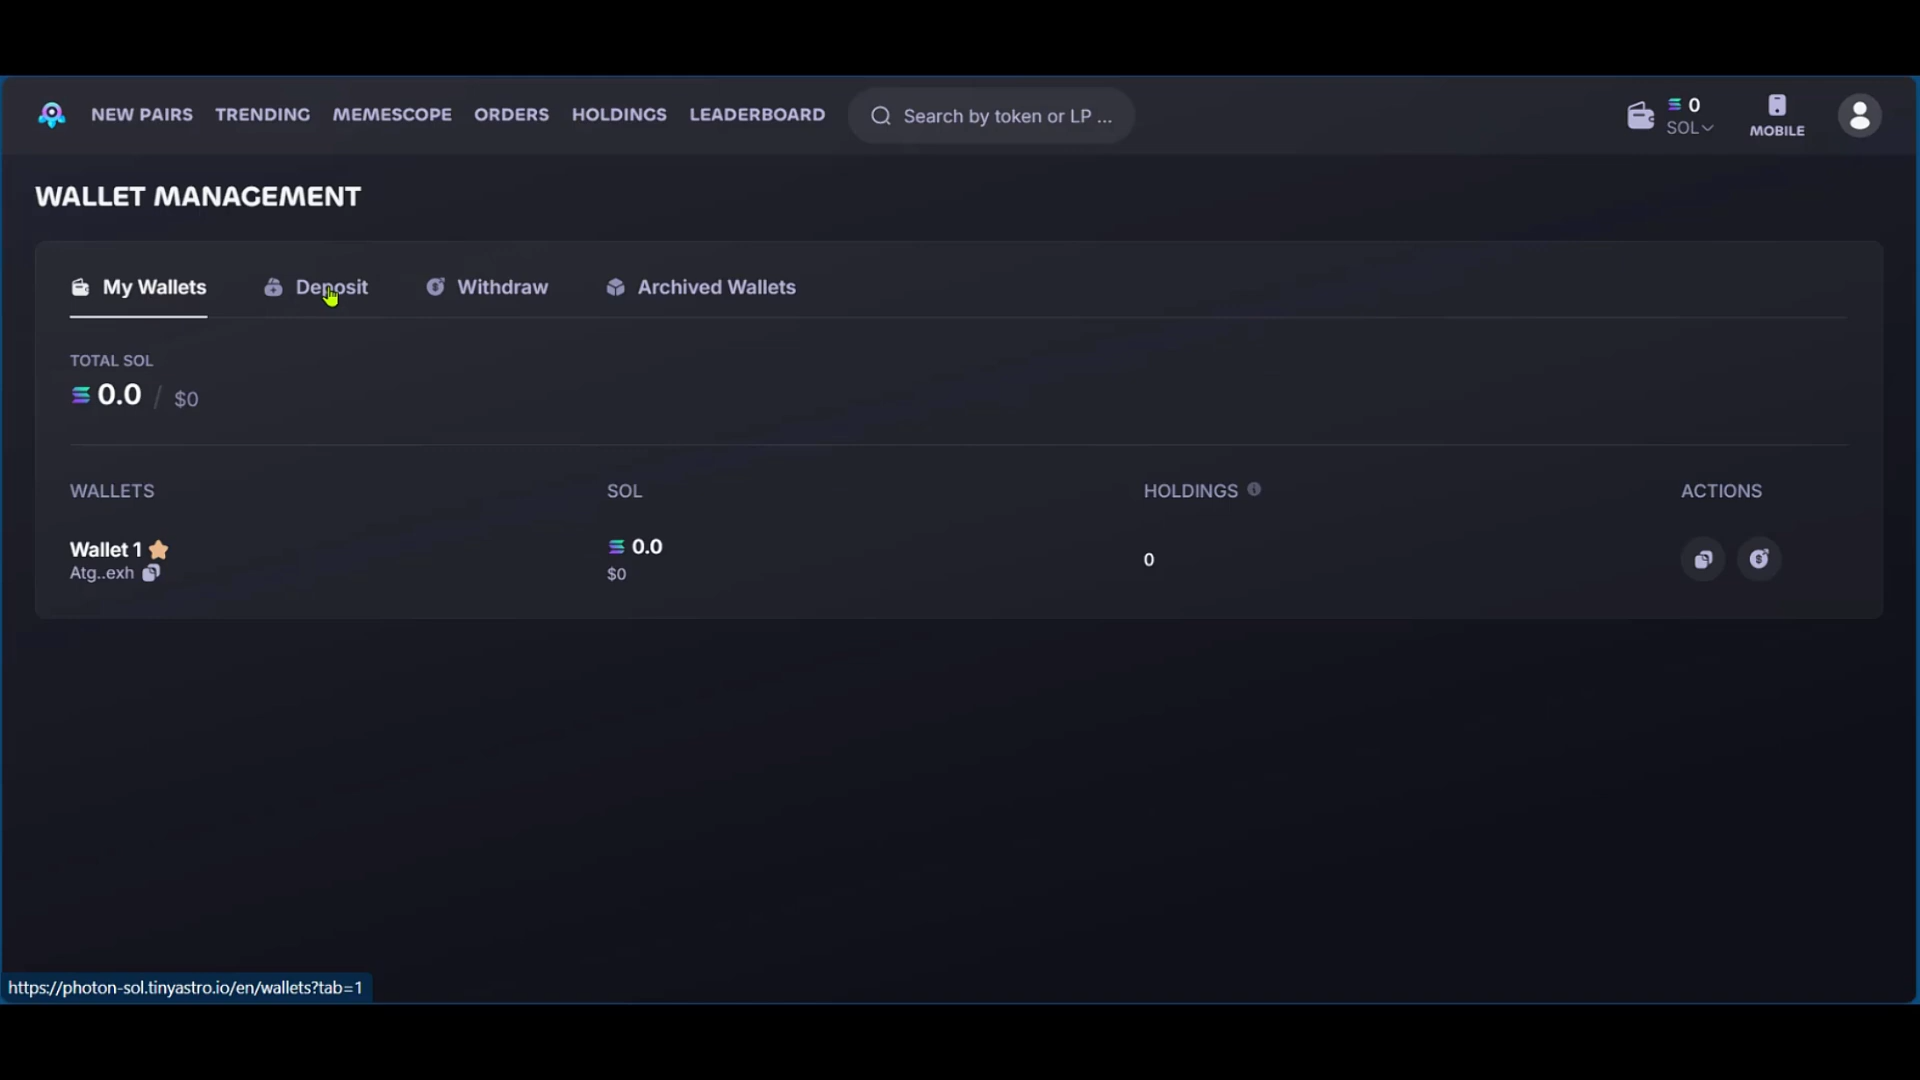 NEW PAIRS TRENDING MEMESCOPE ORDERS HOLDINGS LEADERBOARD Search by token or LP ... 0
SOL MOBILE
WALLET MANAGEMENT
My Wallets Deposit Withdraw Archived Wallets
TOTAL SOL
0.0 / $0
WALLETS SOL HOLDINGS ACTIONS
Wallet 1 0.0
Atg..exh $0 0
https://photon-sol.tinyastro.io/en/wallets?tab=1